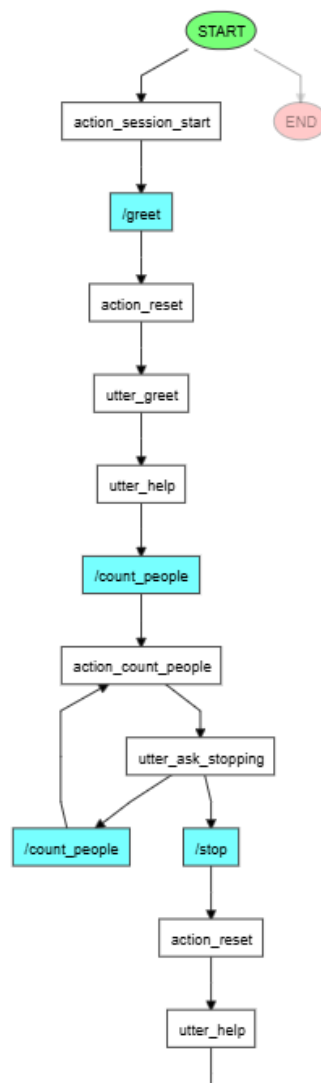 START
END
action_session_start
/greet
action_reset
utter_greet
utter_help
/count_people
action_count_people
utter_ask_stopping
/count_people
/stop
action_reset
utter_help